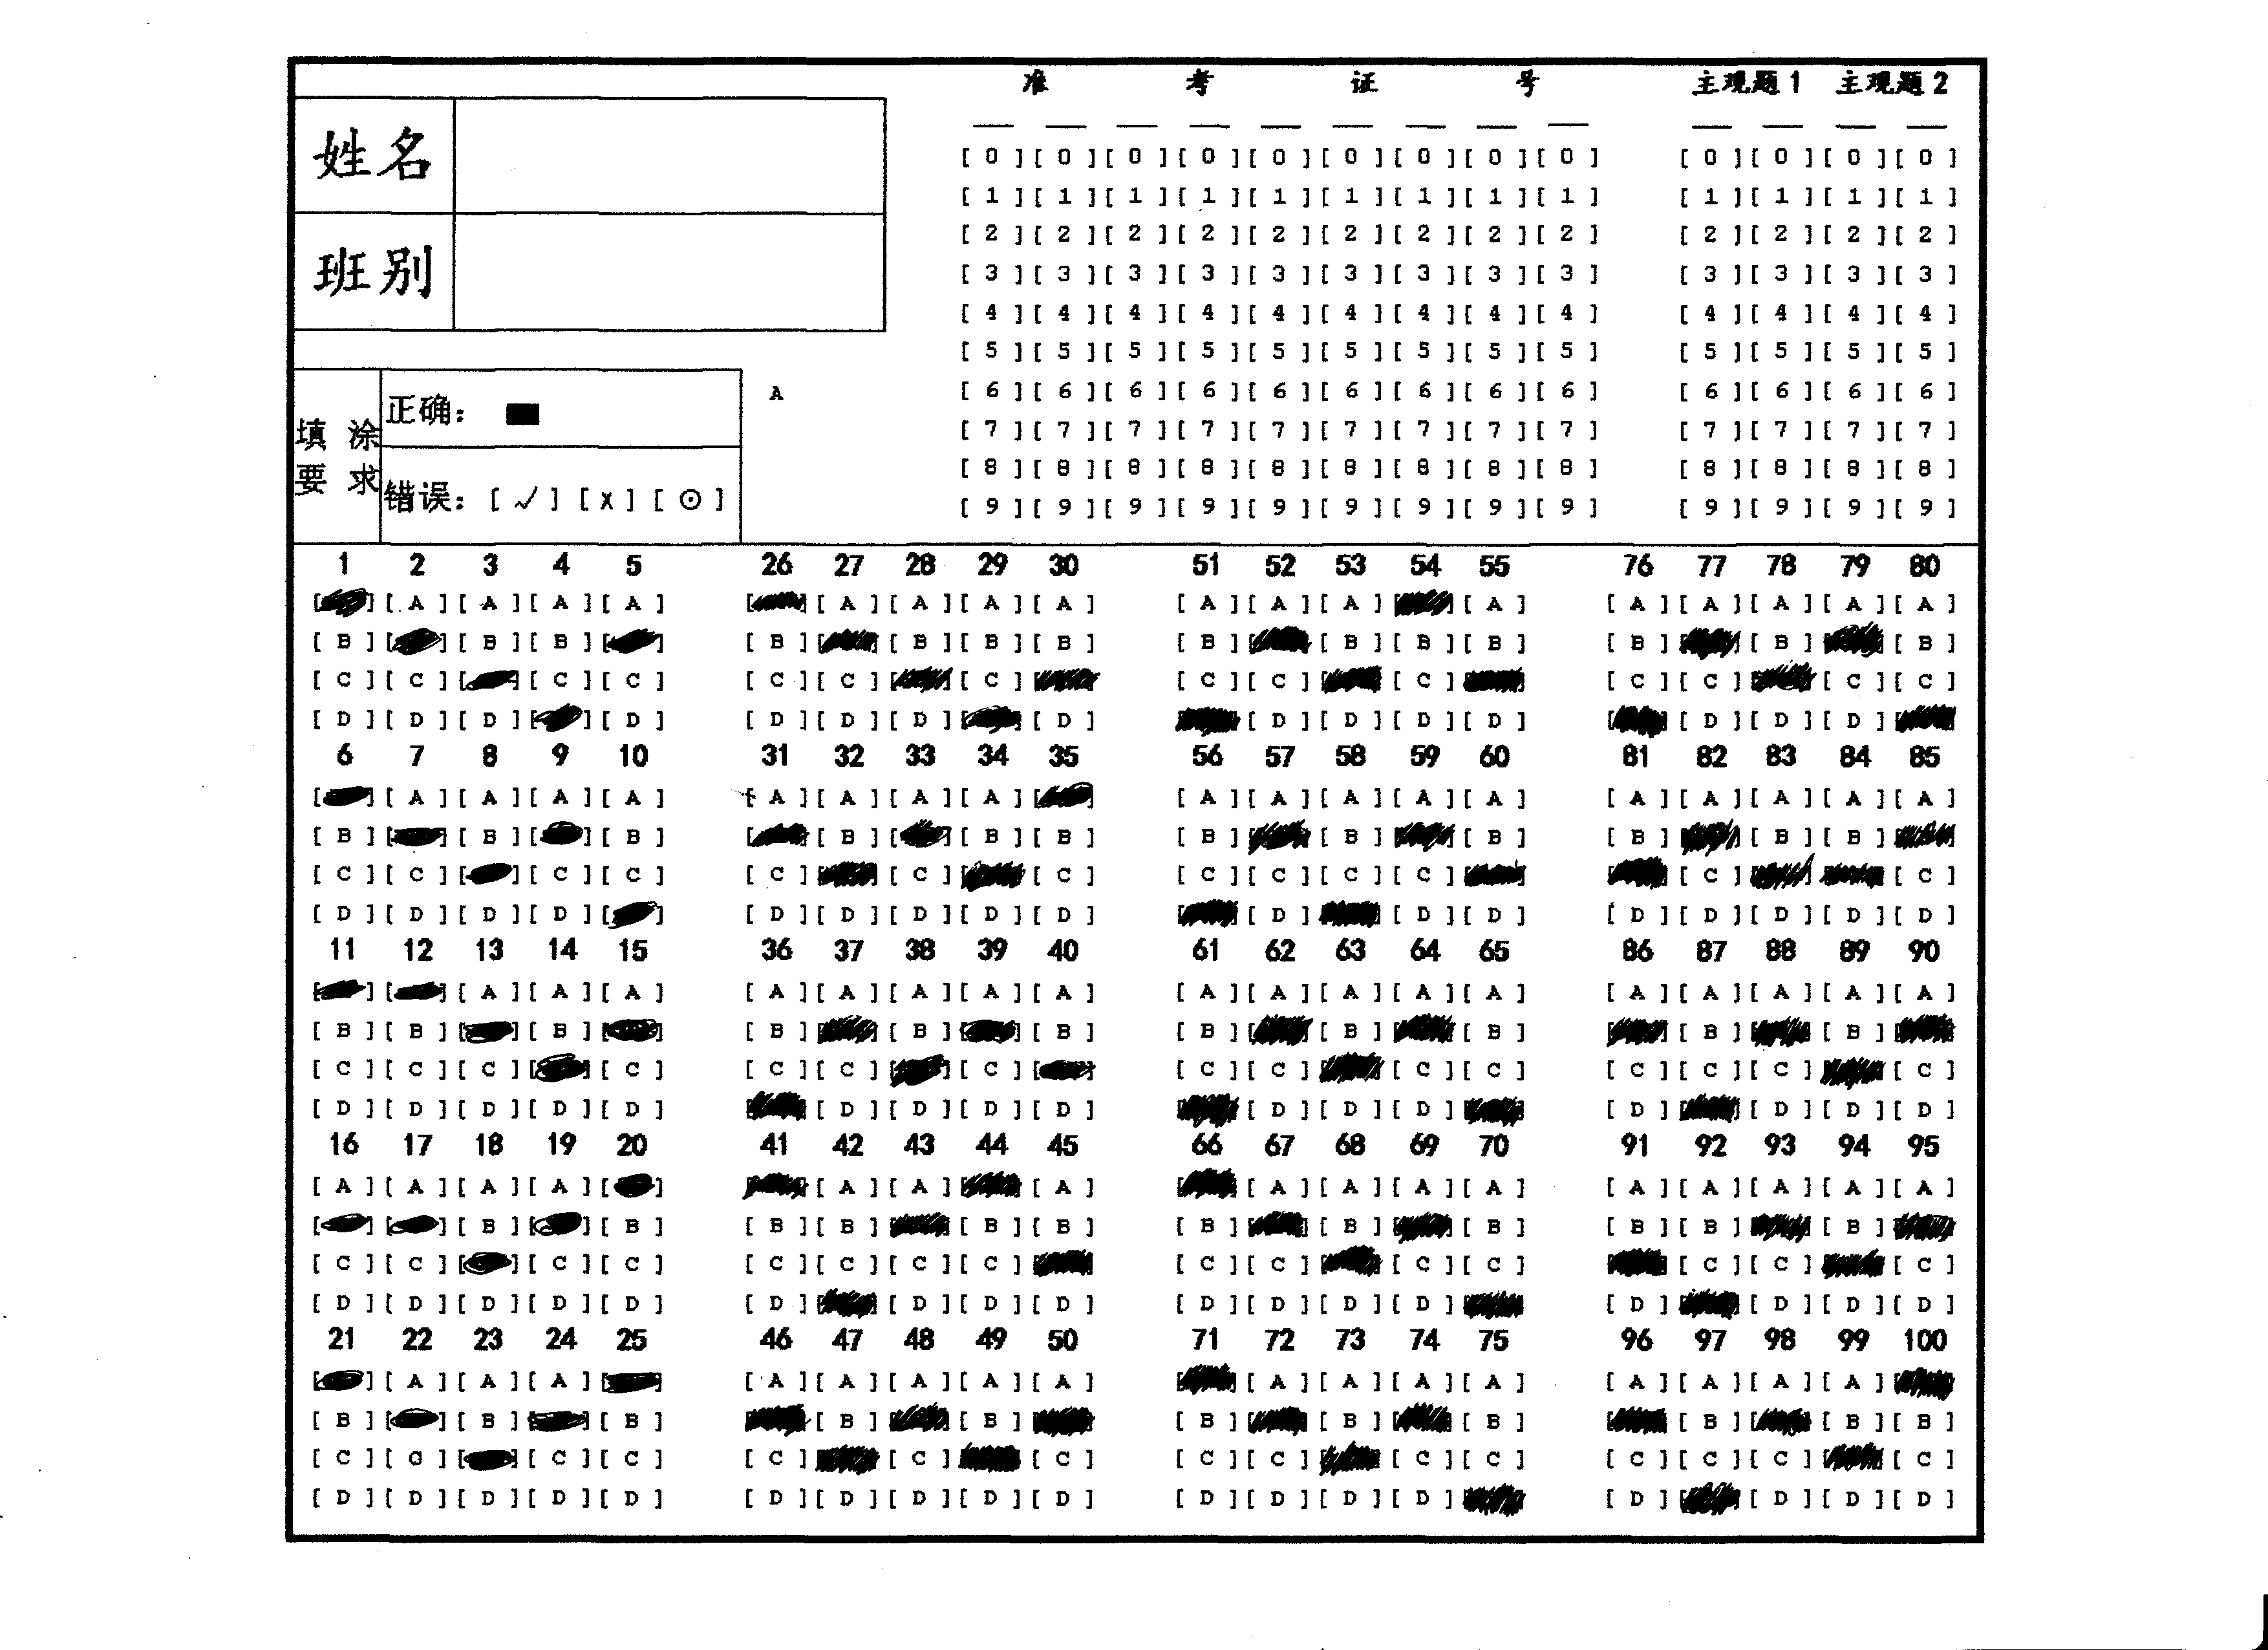 准 考 证 号 主观题1 主观题2
姓名
班别
[0][0][0][0][0][0][0][0][0] [0][0][0][0]
[1][1][1][1][1][1][1][1][1] [1][1][1][1]
[2][2][2][2][2][2][2][2][2] [2][2][2][2]
[3][3][3][3][3][3][3][3][3] [3][3][3][3]
[4][4][4][4][4][4][4][4][4] [4][4][4][4]
[5][5][5][5][5][5][5][5][5] [5][5][5][5]
[6][6][6][6][6][6][6][6][6] [6][6][6][6]
[7][7][7][7][7][7][7][7][7] [7][7][7][7]
[8][8][8][8][8][8][8][8][8] [8][8][8][8]
[9][9][9][9][9][9][9][9][9] [9][9][9][9]
填 涂
要 求
正确: ■
错误: [✓] [x] [⊙]
A
1 2 3 4 5 26 27 28 29 30 51 52 53 54 55 76 77 78 79 80
[■][A][A][A][A] [■][A][A][A][A] [A][A][A][■][A] [A][A][A][A][A]
[B][■][B][B][■] [B][■][B][B][B] [B][■][B][B][B] [B][■][B][■][B]
[C][C][■][C][C] [C][C][■][C][■] [C][C][■][C][■] [C][C][■][C][C]
[D][D][D][■][D] [D][D][D][■][D] [■][D][D][D][D] [■][D][D][D][■]
6 7 8 9 10 31 32 33 34 35 56 57 58 59 60 81 82 83 84 85
[■][A][A][A][A] [A][A][A][A][■] [A][A][A][A][A] [A][A][A][A][A]
[B][■][B][■][B] [■][B][■][B][B] [B][■][B][■][B] [B][■][B][B][■]
[C][C][■][C][C] [C][■][C][■][C] [C][C][C][C][■] [■][C][■][■][C]
[D][D][D][D][■] [D][D][D][D][D] [■][D][■][D][D] [D][D][D][D][D]
11 12 13 14 15 36 37 38 39 40 61 62 63 64 65 86 87 88 89 90
[■][■][A][A][A] [A][A][A][A][A] [A][A][A][A][A] [A][A][A][A][A]
[B][B][■][B][■] [B][■][B][■][B] [B][■][B][■][B] [■][B][■][B][■]
[C][C][C][■][C] [C][C][■][C][■] [C][C][■][C][C] [C][C][C][■][C]
[D][D][D][D][D] [■][D][D][D][D] [■][D][D][D][■] [D][■][D][D][D]
16 17 18 19 20 41 42 43 44 45 66 67 68 69 70 91 92 93 94 95
[A][A][A][A][■] [■][A][A][■][A] [■][A][A][A][A] [A][A][A][A][A]
[■][■][B][■][B] [B][B][■][B][B] [B][■][B][■][B] [B][B][■][B][■]
[C][C][■][C][C] [C][C][C][C][■] [C][C][■][C][C] [■][C][C][■][C]
[D][D][D][D][D] [D][■][D][D][D] [D][D][D][D][■] [D][■][D][D][D]
21 22 23 24 25 46 47 48 49 50 71 72 73 74 75 96 97 98 99 100
[■][A][A][A][■] [A][A][A][A][A] [■][A][A][A][A] [A][A][A][A][■]
[B][■][B][■][B] [■][B][■][B][■] [B][■][B][■][B] [■][B][■][B][B]
[C][C][■][C][C] [C][■][C][■][C] [C][C][■][C][C] [C][C][C][■][C]
[D][D][D][D][D] [D][D][D][D][D] [D][D][D][D][■] [D][■][D][D][D]